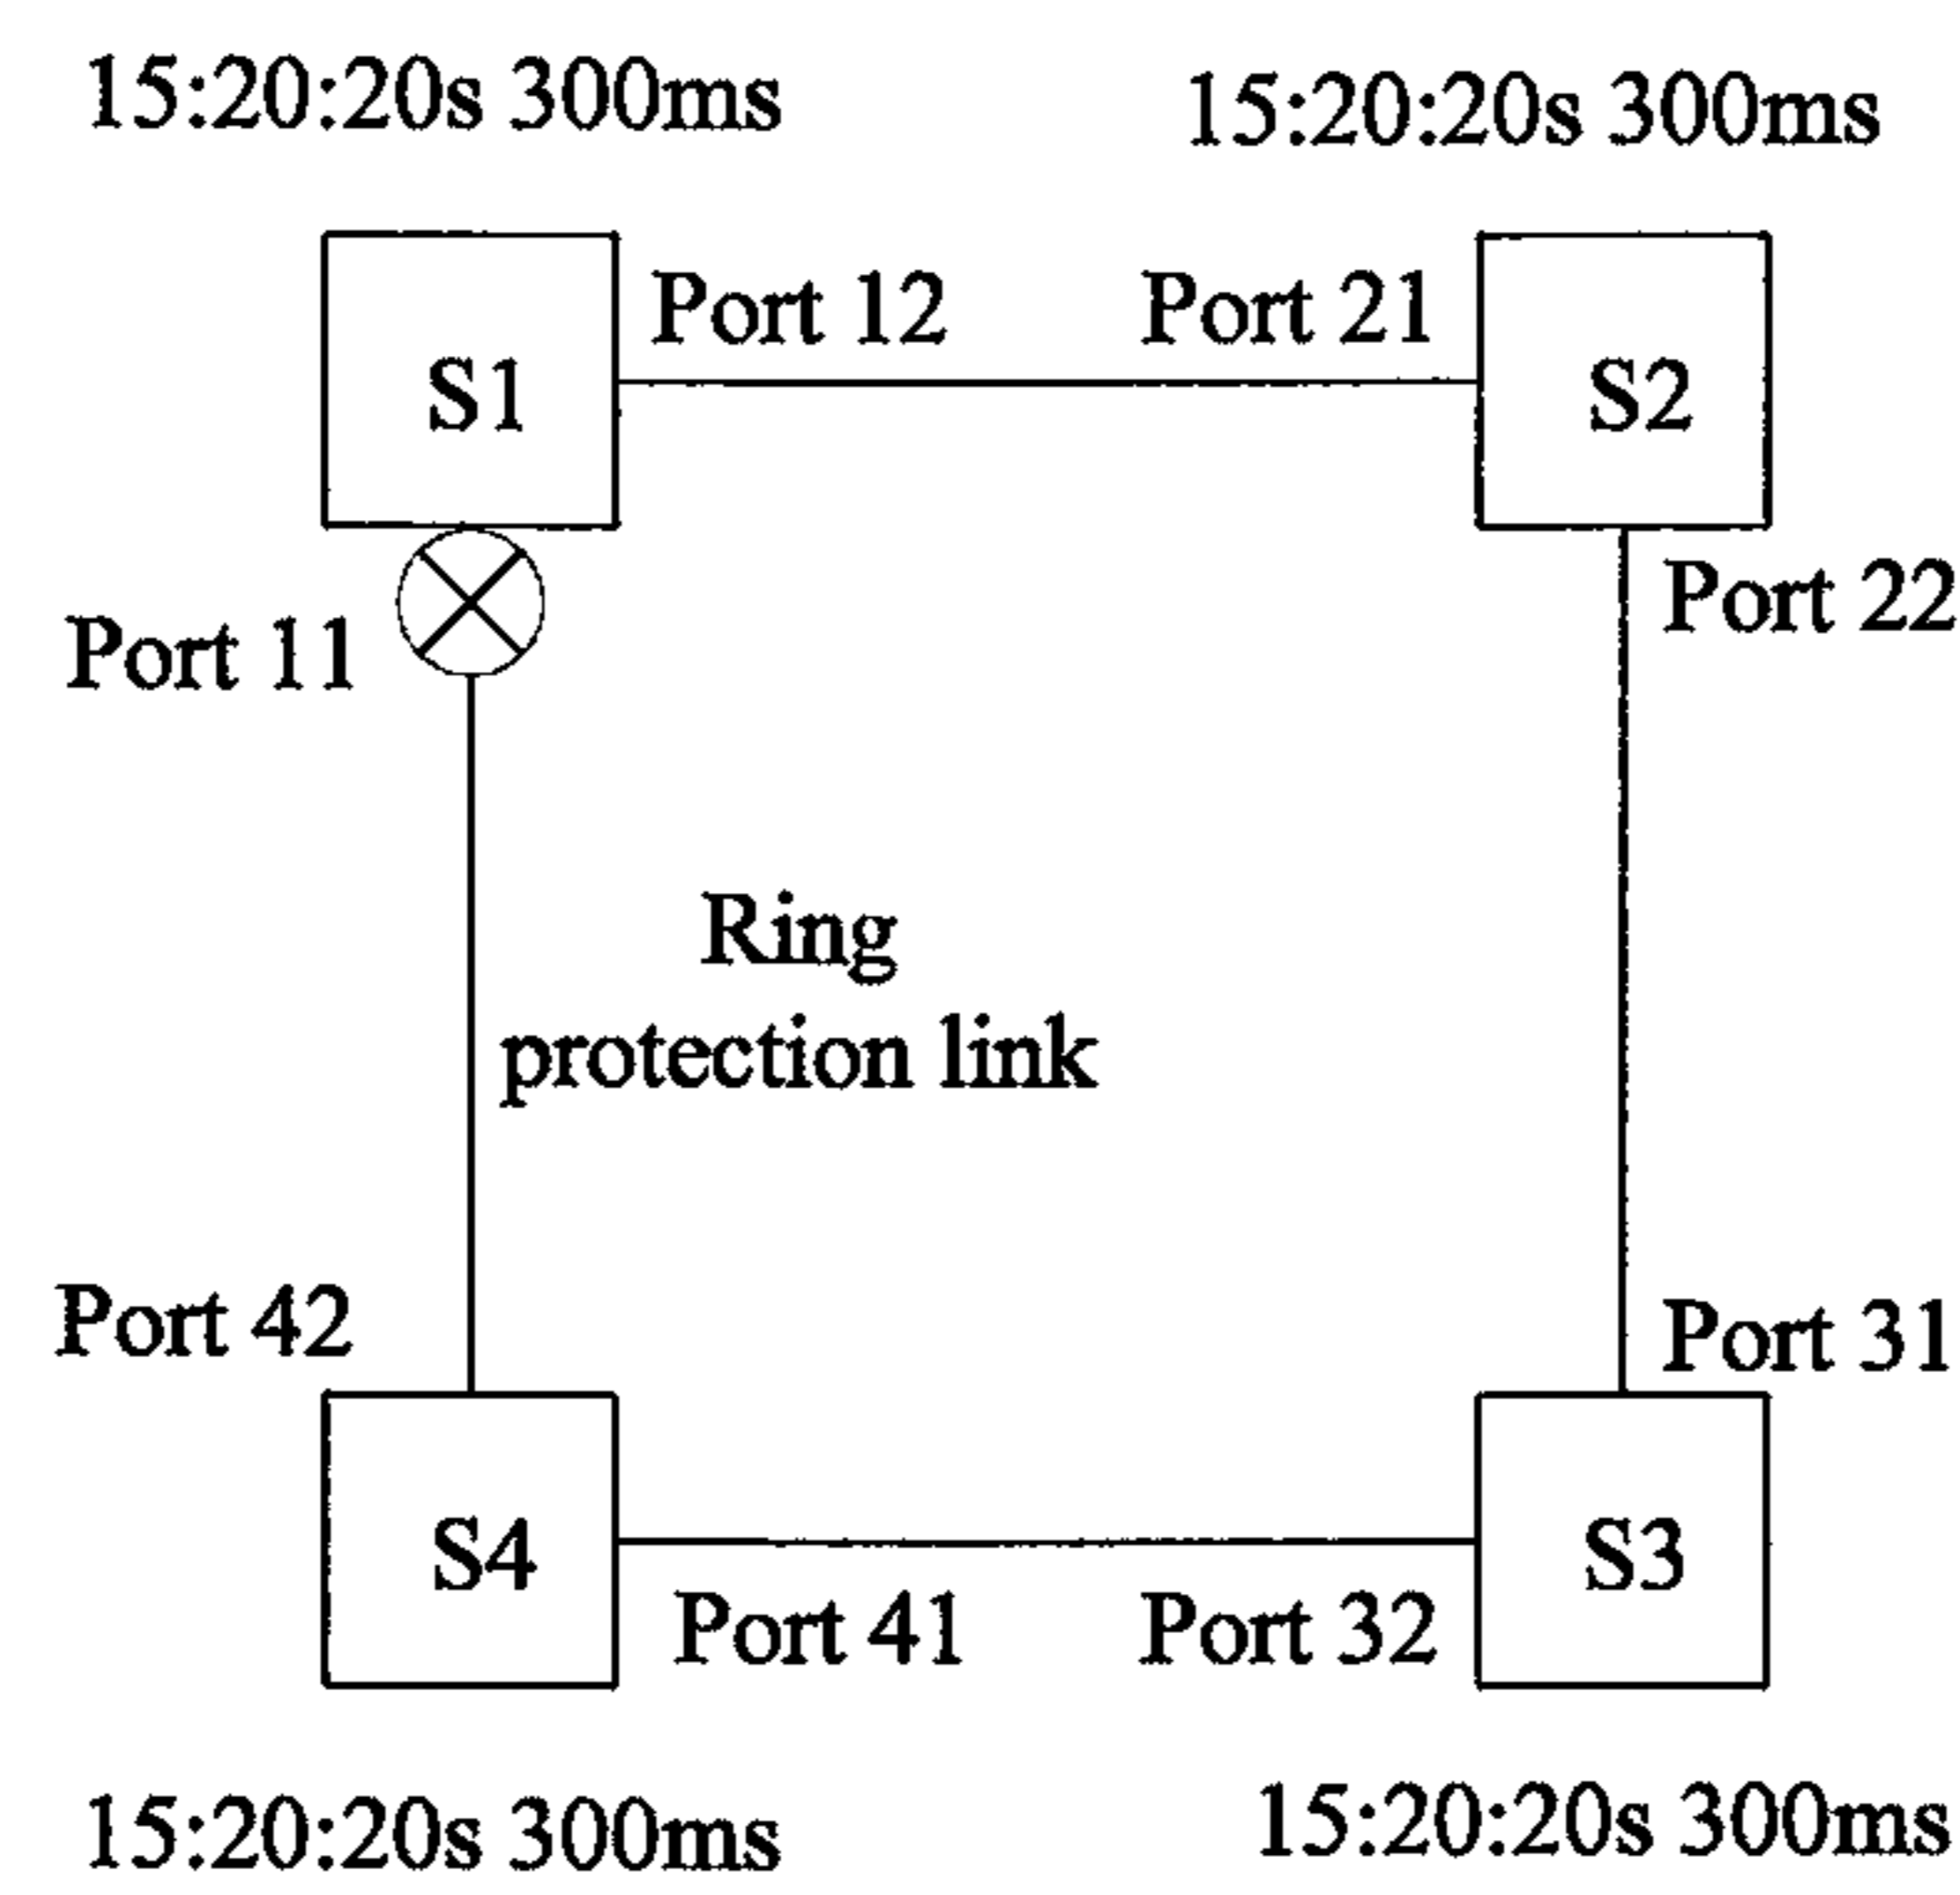 15:20:20s 300ms
15:20:20s 300ms
Port 12
Port 21
S1
S2
Port 11
Port 22
Ring
protection link
Port 42
Port 31
S4
S3
Port 41
Port 32
15:20:20s 300ms
15:20:20s 300ms